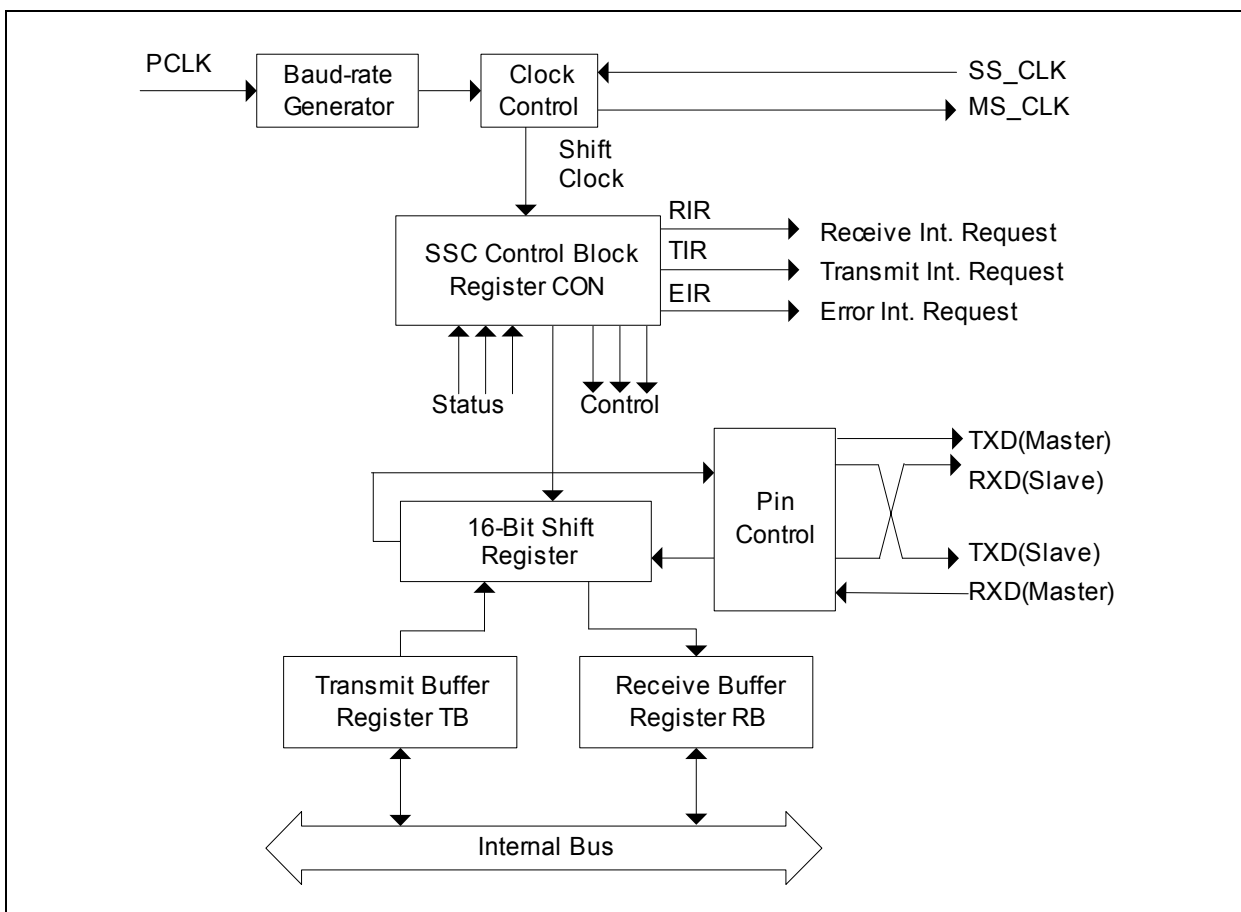 PCLK
Baud-rate
Generator
Clock
Control
SS_CLK
MS_CLK
Shift
Clock
SSC Control Block
Register CON
RIR
TIR
EIR
Receive Int. Request
Transmit Int. Request
Error Int. Request
Status
Control
16-Bit Shift
Register
Pin
Control
TXD(Master)
RXD(Slave)
TXD(Slave)
RXD(Master)
Transmit Buffer
Register TB
Receive Buffer
Register RB
Internal Bus